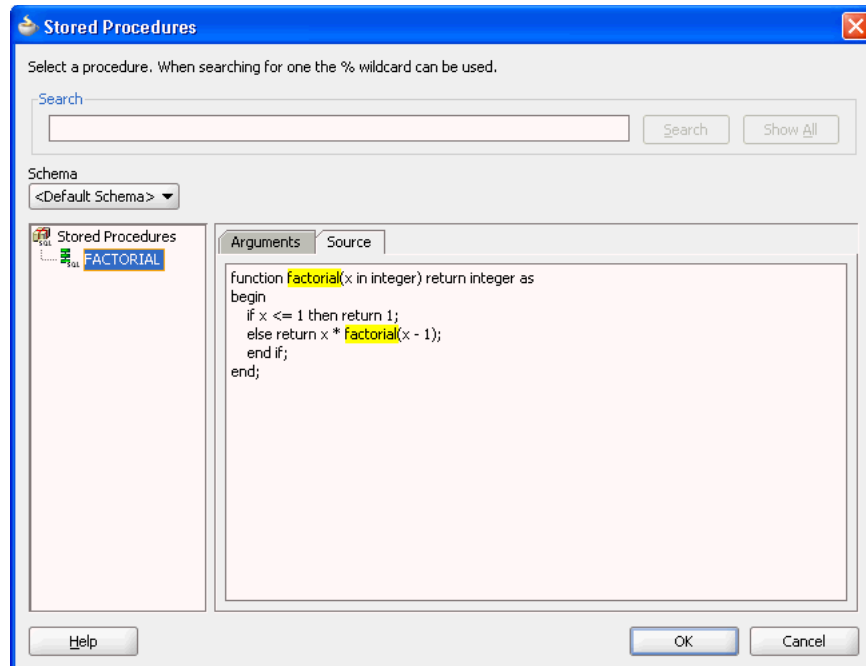 Stored Procedures
Select a procedure. When searching for one the % wildcard can be used.
Search
Search
Show All
Schema
<Default Schema>
Stored Procedures
FACTORIAL
Arguments
Source
function factorial(x in integer) return integer as
begin
if x <= 1 then return 1;
else return x * factorial(x - 1);
end if;
end;
Help
OK
Cancel